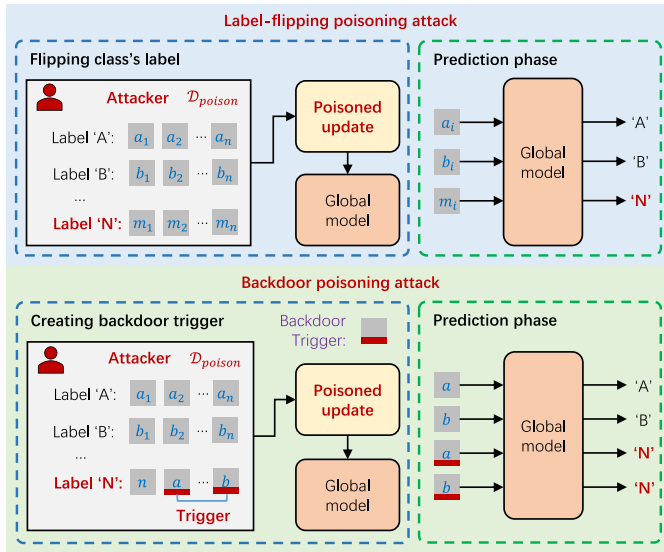 Label-flipping poisoning attack
Flipping class's label
Attacker 𝒟poison
Label 'A': a1 a2 ... an
Label 'B': b1 b2 ... bn
...
Label 'N': m1 m2 ... mn
Poisoned update
Global model
Prediction phase
ai Global model 'A'
bi 'B'
mi 'N'
Backdoor poisoning attack
Creating backdoor trigger
Backdoor Trigger:
Attacker 𝒟poison
Label 'A': a1 a2 ... an
Label 'B': b1 b2 ... bn
...
Label 'N': n a ... b
Trigger
Poisoned update
Global model
Prediction phase
a 'A'
b 'B'
Global model
a 'N'
b 'N'